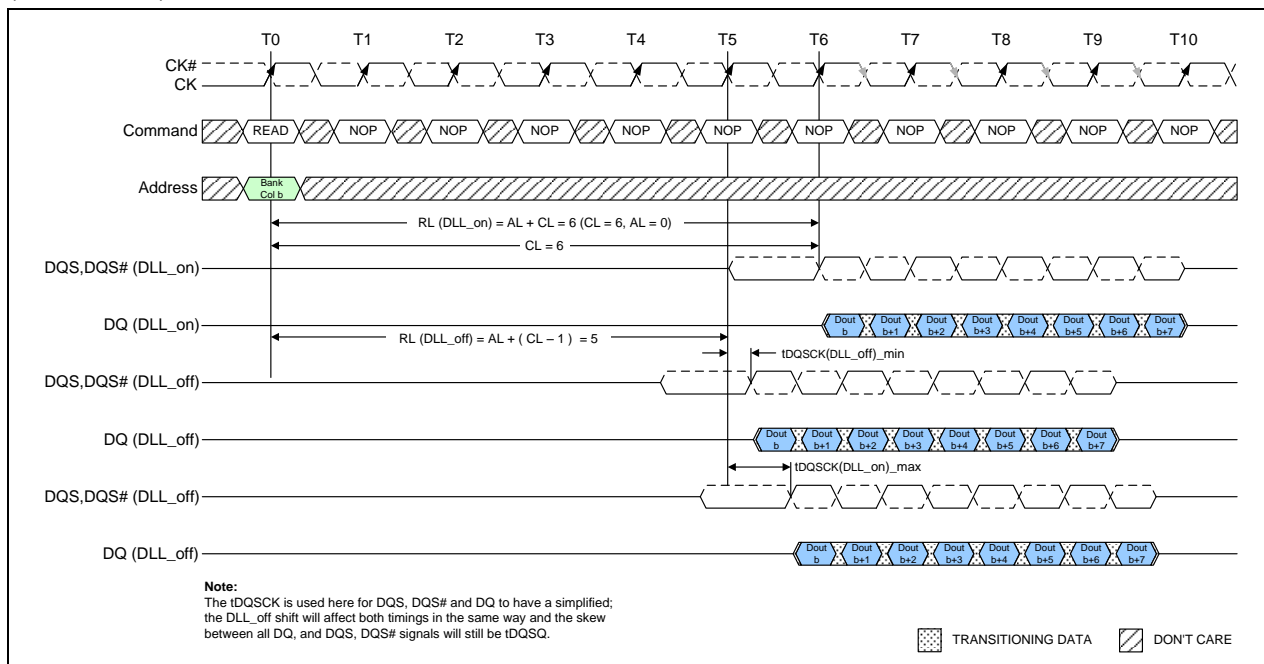 T0 T1 T2 T3 T4 T5 T6 T7 T8 T9 T10
CK#
CK
Command READ NOP NOP NOP NOP NOP NOP NOP NOP NOP NOP
Address Bank
Col b
RL (DLL_on) = AL + CL = 6 (CL = 6, AL = 0)
CL = 6
DQS,DQS# (DLL_on)
DQ (DLL_on) Dout b Dout b+1 Dout b+2 Dout b+3 Dout b+4 Dout b+5 Dout b+6 Dout b+7
RL (DLL_off) = AL + ( CL – 1 ) = 5
tDQSCK(DLL_off)_min
DQS,DQS# (DLL_off)
DQ (DLL_off) Dout b Dout b+1 Dout b+2 Dout b+3 Dout b+4 Dout b+5 Dout b+6 Dout b+7
tDQSCK(DLL_on)_max
DQS,DQS# (DLL_off)
DQ (DLL_off) Dout b Dout b+1 Dout b+2 Dout b+3 Dout b+4 Dout b+5 Dout b+6 Dout b+7
Note:
The tDQSCK is used here for DQS, DQS# and DQ to have a simplified;
the DLL_off shift will affect both timings in the same way and the skew
between all DQ, and DQS, DQS# signals will still be tDQSQ.
TRANSITIONING DATA DON'T CARE